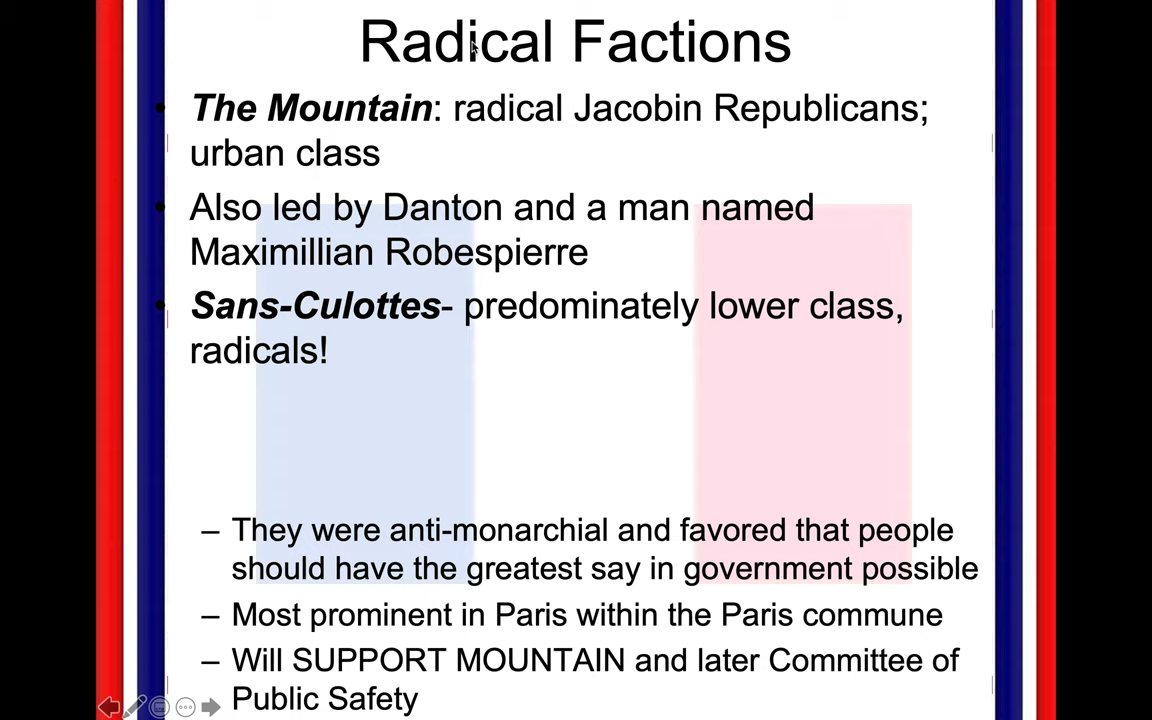 Radical Factions
• The Mountain: radical Jacobin Republicans;
urban class
• Also led by Danton and a man named
Maximillian Robespierre
• Sans-Culottes- predominately lower class,
radicals!
– They were anti-monarchial and favored that people
should have the greatest say in government possible
– Most prominent in Paris within the Paris commune
– Will SUPPORT MOUNTAIN and later Committee of
Public Safety